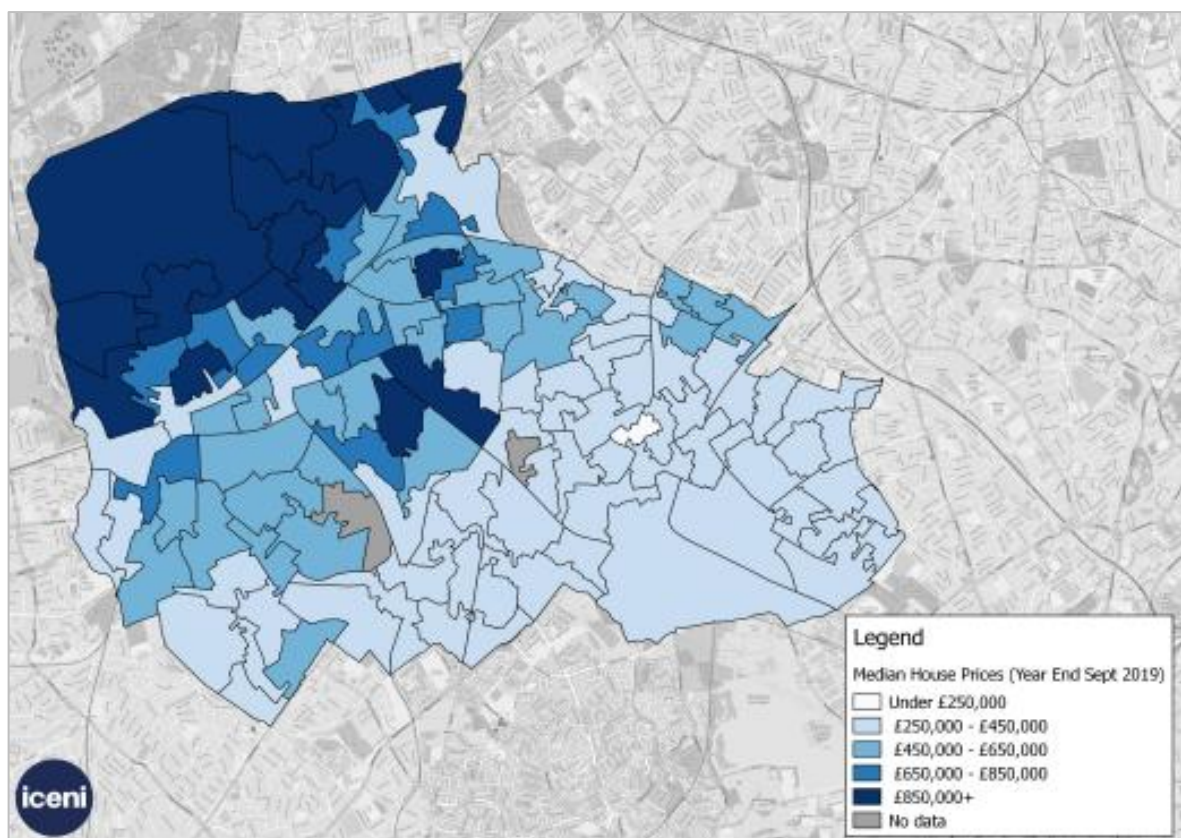 Legend
Median House Prices (Year End Sept 2019)
Under £250,000
£250,000 - £450,000
£450,000 - £650,000
£650,000 - £850,000
£850,000+
No data
iceni